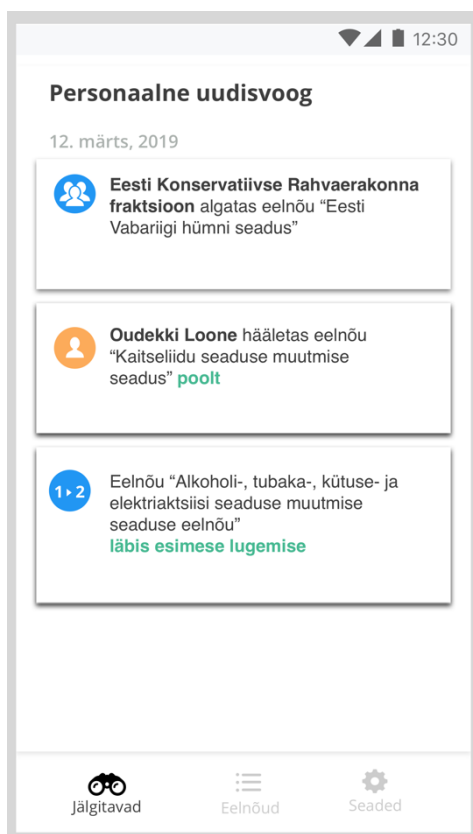 12:30
Personaalne uudisvoog
12. märts, 2019
Eesti Konservatiivse Rahvaerakonna
fraktsioon algatas eelnõu “Eesti
Vabariigi hümni seadus”
Oudekki Loone hääletas eelnõu
“Kaitseliidu seaduse muutmise
seadus” poolt
1▸2
Eelnõu “Alkoholi-, tubaka-, kütuse- ja
elektriaktsiisi seaduse muutmise
seaduse eelnõu”
läbis esimese lugemise
Jälgitavad
Eelnõud
Seaded